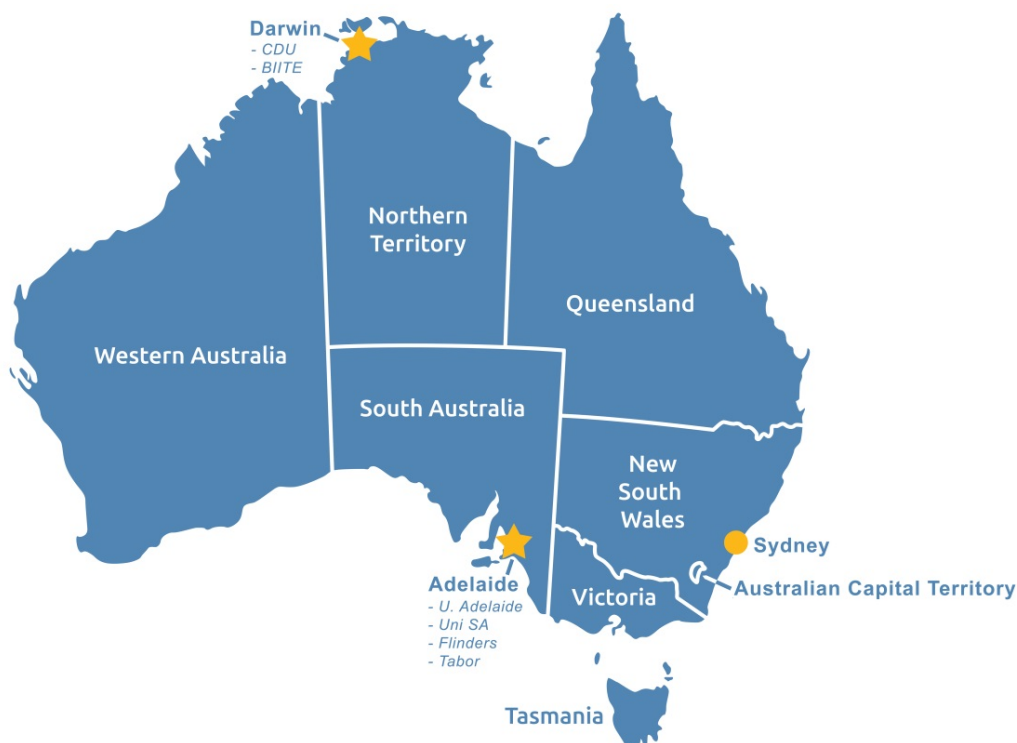 Darwin
- CDU
- BIITE
Northern
Territory
Queensland
Western Australia
South Australia
New
South
Wales
Sydney
Adelaide
- U. Adelaide
- Uni SA
- Flinders
- Tabor
Victoria
Australian Capital Territory
Tasmania